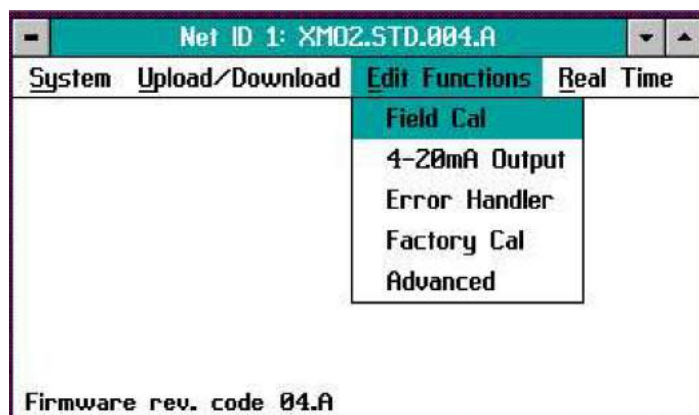 Net ID 1: XMO2.STD.004.A
System Upload/Download Edit Functions Real Time
Field Cal
4-20mA Output
Error Handler
Factory Cal
Advanced
Firmware rev. code 04.A